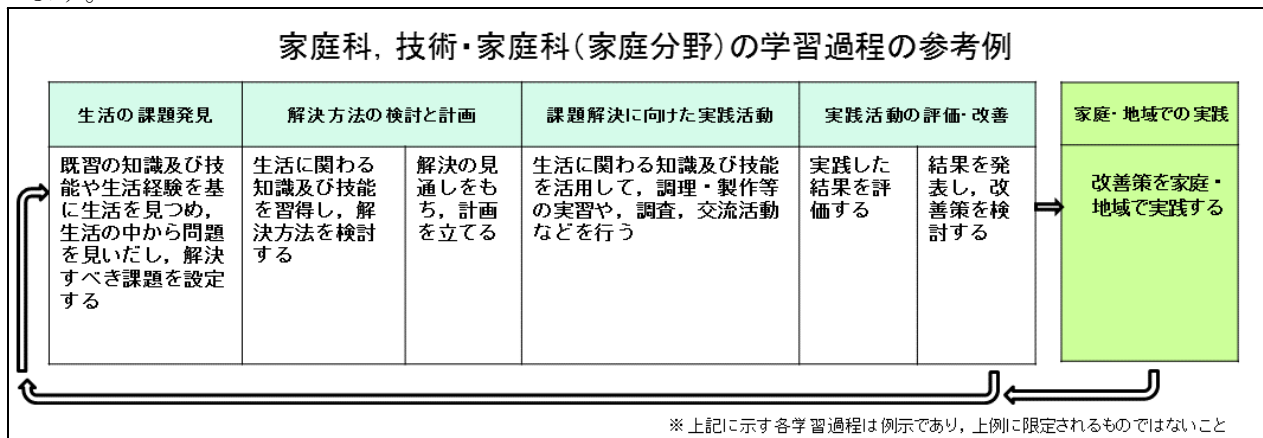 家庭科，技術・家庭科（家庭分野）の学習過程の参考例
生活の課題発見
解決方法の検討と計画
課題解決に向けた実践活動
実践活動の評価・改善
家庭・地域での実践
既習の知識及び技
能や生活経験を基
に生活を見つめ，
生活の中から問題
を見いだし，解決
すべき課題を設定
する
生活に関わる
知識及び技能
を習得し，解
決方法を検討
する
解決の見
通しをも
ち，計画
を立てる
生活に関わる知識及び技能
を活用して，調理・製作等
の実習や，調査，交流活動
などを行う
実践した
結果を評
価する
結果を発
表し，改
善策を検
討する
改善策を家庭・
地域で実践する
※上記に示す各学習過程は例示であり，上例に限定されるものではないこと